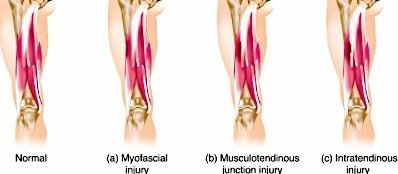 Normal
(a) Myofascial
injury
(b) Musculotendinous
junction injury
(c) Intratendinous
injury